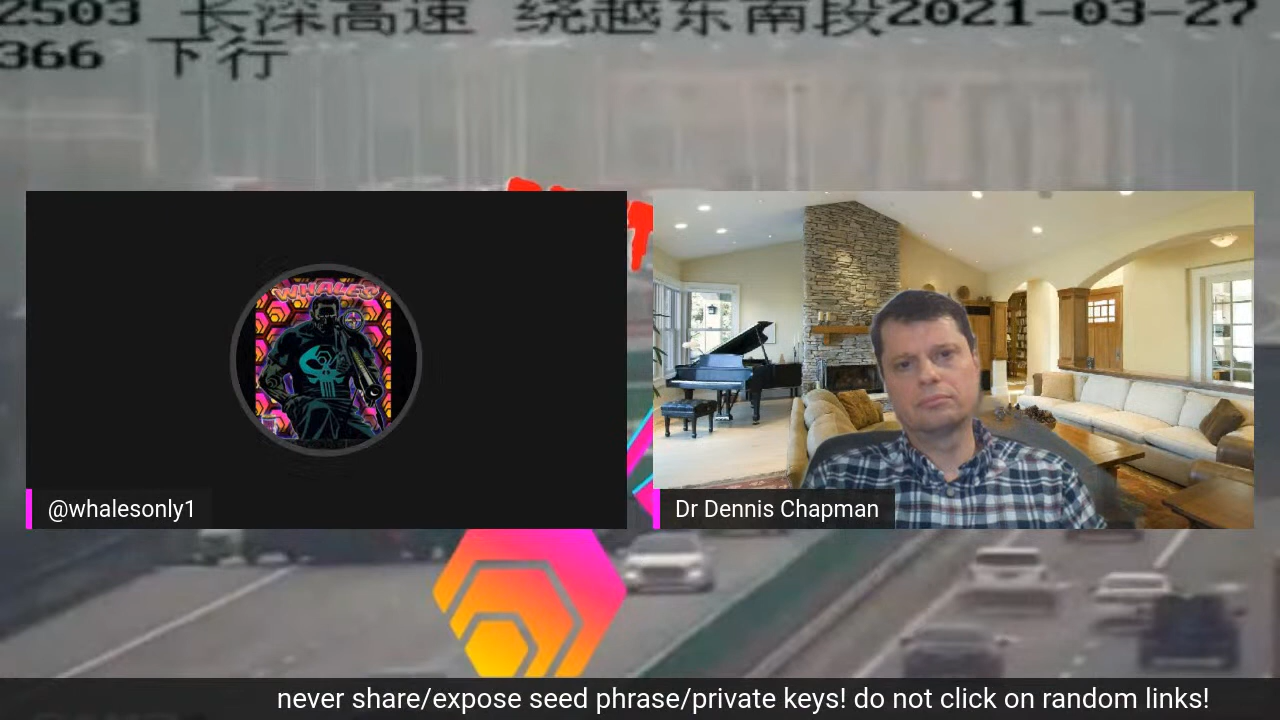 2503 长深高速 绕越东南段2021-03-27
366 下行
WHALES
@whalesonly1
Dr Dennis Chapman
never share/expose seed phrase/private keys! do not click on random links!